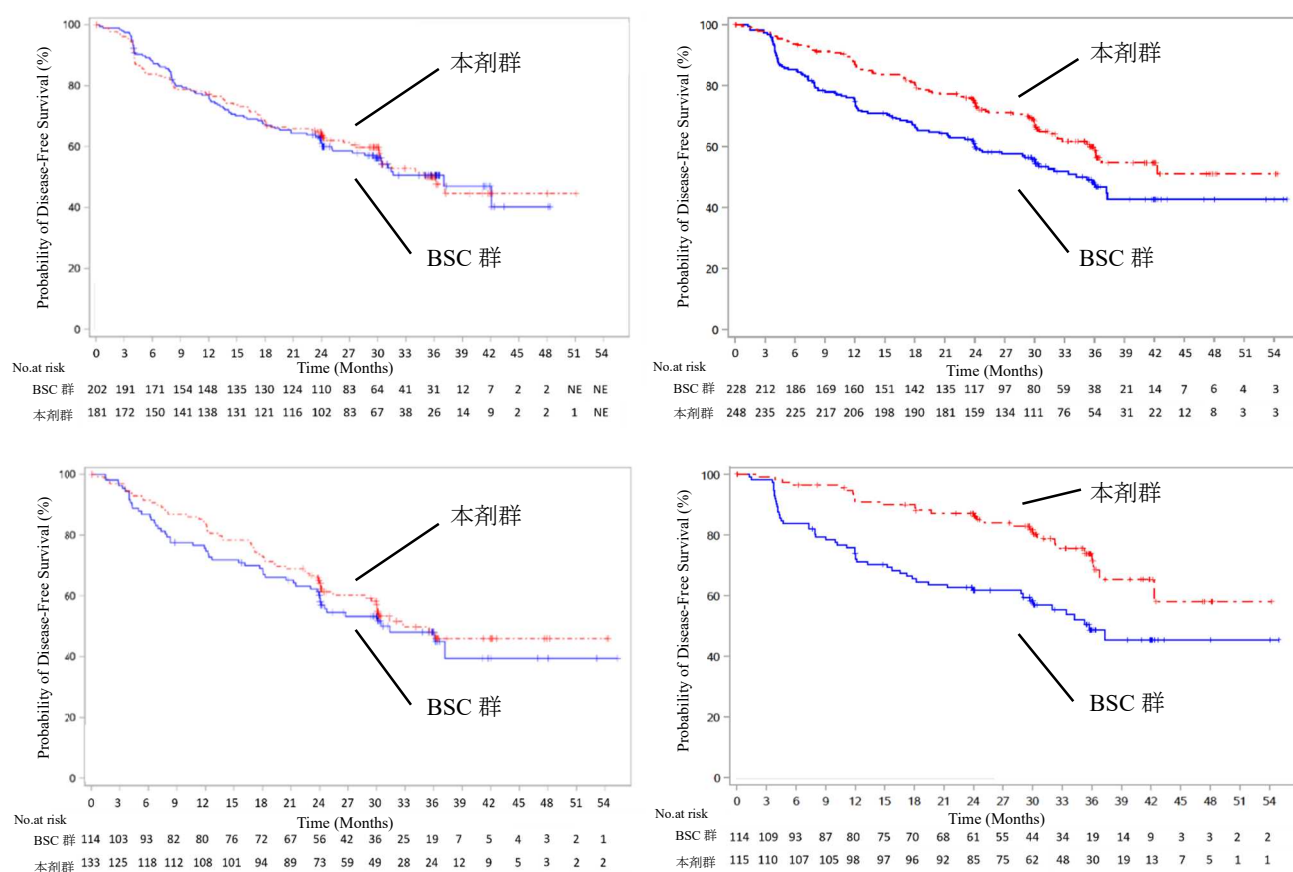 Probability of Disease-Free Survival (%)
100
80
60
40
20
0
本剤群
BSC 群
0 3 6 9 12 15 18 21 24 27 30 33 36 39 42 45 48 51 54
No.at risk
Time (Months)
BSC 群 202 191 171 154 148 135 130 124 110 83 64 41 31 12 7 2 2 NE NE
本剤群 181 172 150 141 138 131 121 116 102 83 67 38 26 14 9 2 2 1 NE
Probability of Disease-Free Survival (%)
100
80
60
40
20
0
本剤群
BSC 群
0 3 6 9 12 15 18 21 24 27 30 33 36 39 42 45 48 51 54
No.at risk
Time (Months)
BSC 群 228 212 186 169 160 151 142 135 117 97 80 59 38 21 14 7 6 4 3
本剤群 248 235 225 217 206 198 190 181 159 134 111 76 54 31 22 12 8 3 3
Probability of Disease-Free Survival (%)
100
80
60
40
20
0
本剤群
BSC 群
0 3 6 9 12 15 18 21 24 27 30 33 36 39 42 45 48 51 54
No.at risk
Time (Months)
BSC 群 114 103 93 82 80 76 72 67 56 42 36 25 19 7 5 4 3 2 1
本剤群 133 125 118 112 108 101 94 89 73 59 49 28 24 12 9 5 3 2 2
Probability of Disease-Free Survival (%)
100
80
60
40
20
0
本剤群
BSC 群
0 3 6 9 12 15 18 21 24 27 30 33 36 39 42 45 48 51 54
No.at risk
Time (Months)
BSC 群 114 109 93 87 80 75 70 68 61 55 44 34 19 14 9 3 3 2 2
本剤群 115 110 107 105 98 97 96 92 85 75 62 48 30 19 13 7 5 1 1